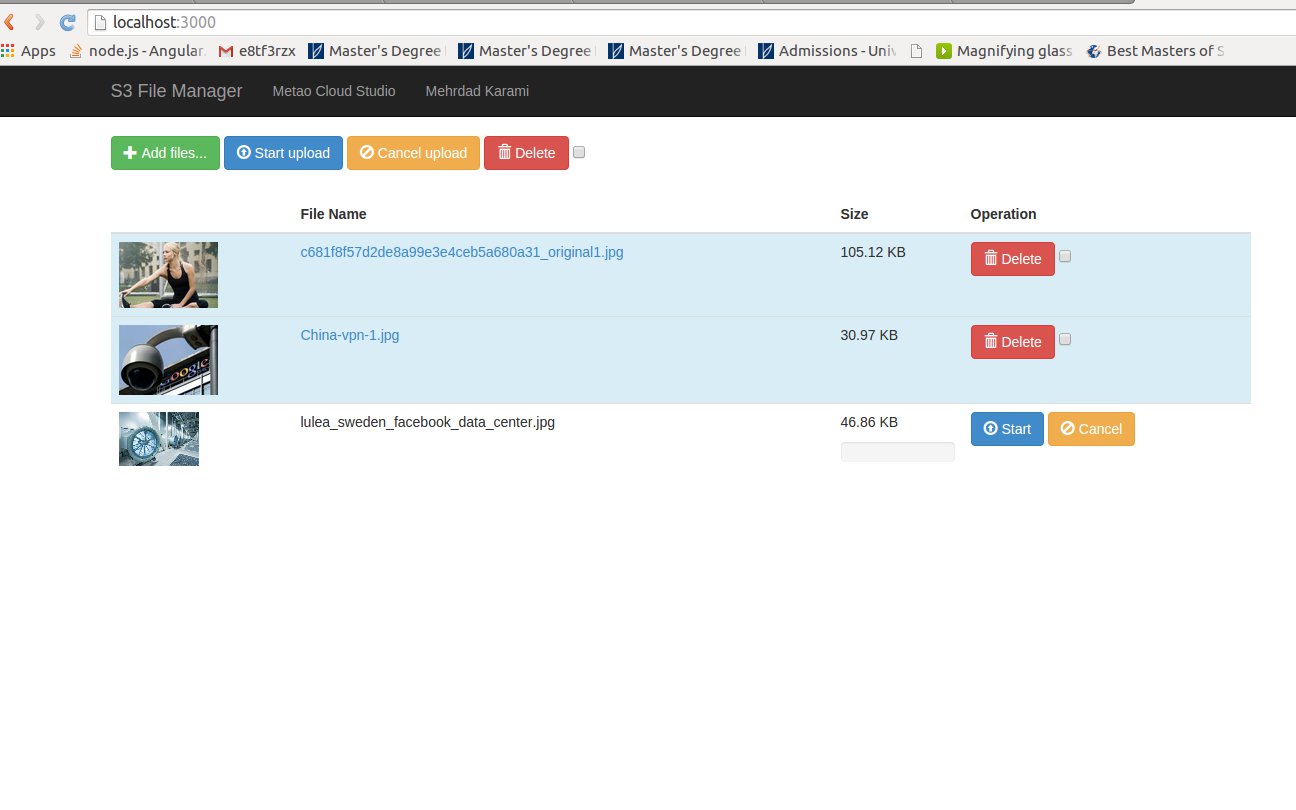 localhost:3000
Apps node.js - Angular. e8tf3rzx Master's Degree Master's Degree Master's Degree Admissions - Univ Magnifying glass Best Masters of S
S3 File Manager Metao Cloud Studio Mehrdad Karami
Add files... Start upload Cancel upload Delete
File Name Size Operation
c681f8f57d2de8a99e3e4ceb5a680a31_original1.jpg 105.12 KB Delete
Google
China-vpn-1.jpg 30.97 KB Delete
lulea_sweden_facebook_data_center.jpg 46.86 KB Start Cancel